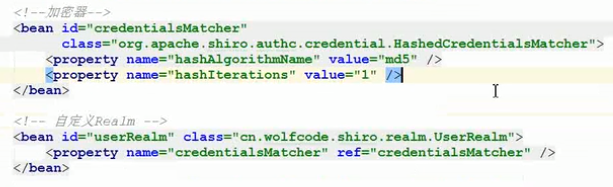 <!--加密器-->
<bean id="credentialsMatcher"
class="org.apache.shiro.authc.credential.HashedCredentialsMatcher">
<property name="hashAlgorithmName" value="md5" />
<property name="hashIterations" value="1" />
</bean>
<!-- 自定义Realm -->
<bean id="userRealm" class="cn.wolfcode.shiro.realm.UserRealm">
<property name="credentialsMatcher" ref="credentialsMatcher" />
</bean>